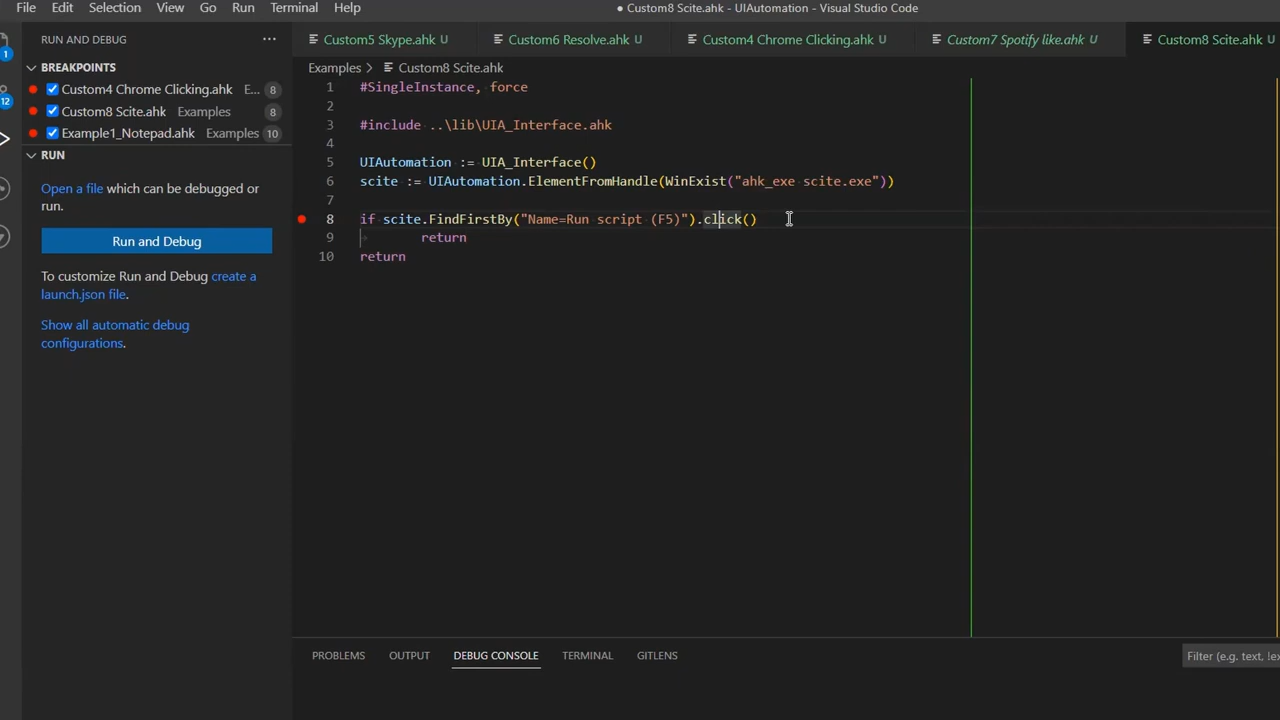 File Edit Selection View Go Run Terminal Help
● Custom8 Scite.ahk - UIAutomation - Visual Studio Code
RUN AND DEBUG ...
BREAKPOINTS
Custom4 Chrome Clicking.ahk E... 8
Custom8 Scite.ahk Examples 8
Example1_Notepad.ahk Examples 10
RUN
Open a file which can be debugged or
run.
Run and Debug
To customize Run and Debug create a
launch.json file.
Show all automatic debug
configurations.
1
12
Custom5 Skype.ahk U Custom6 Resolve.ahk U Custom4 Chrome Clicking.ahk U Custom7 Spotify like.ahk U Custom8 Scite.ahk U
Examples > Custom8 Scite.ahk
1 #SingleInstance, force
2
3 #include ..\lib\UIA_Interface.ahk
4
5 UIAutomation := UIA_Interface()
6 scite := UIAutomation.ElementFromHandle(WinExist("ahk_exe scite.exe"))
7
8 if scite.FindFirstBy("Name=Run script (F5)").click()
9 return
10 return
PROBLEMS OUTPUT DEBUG CONSOLE TERMINAL GITLENS
Filter (e.g. text, !ex